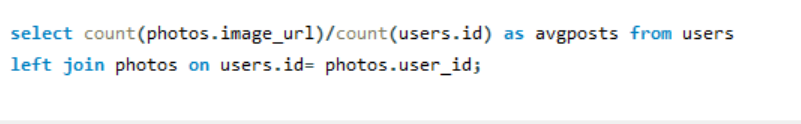 select count(photos.image_url)/count(users.id) as avgposts from users
left join photos on users.id= photos.user_id;